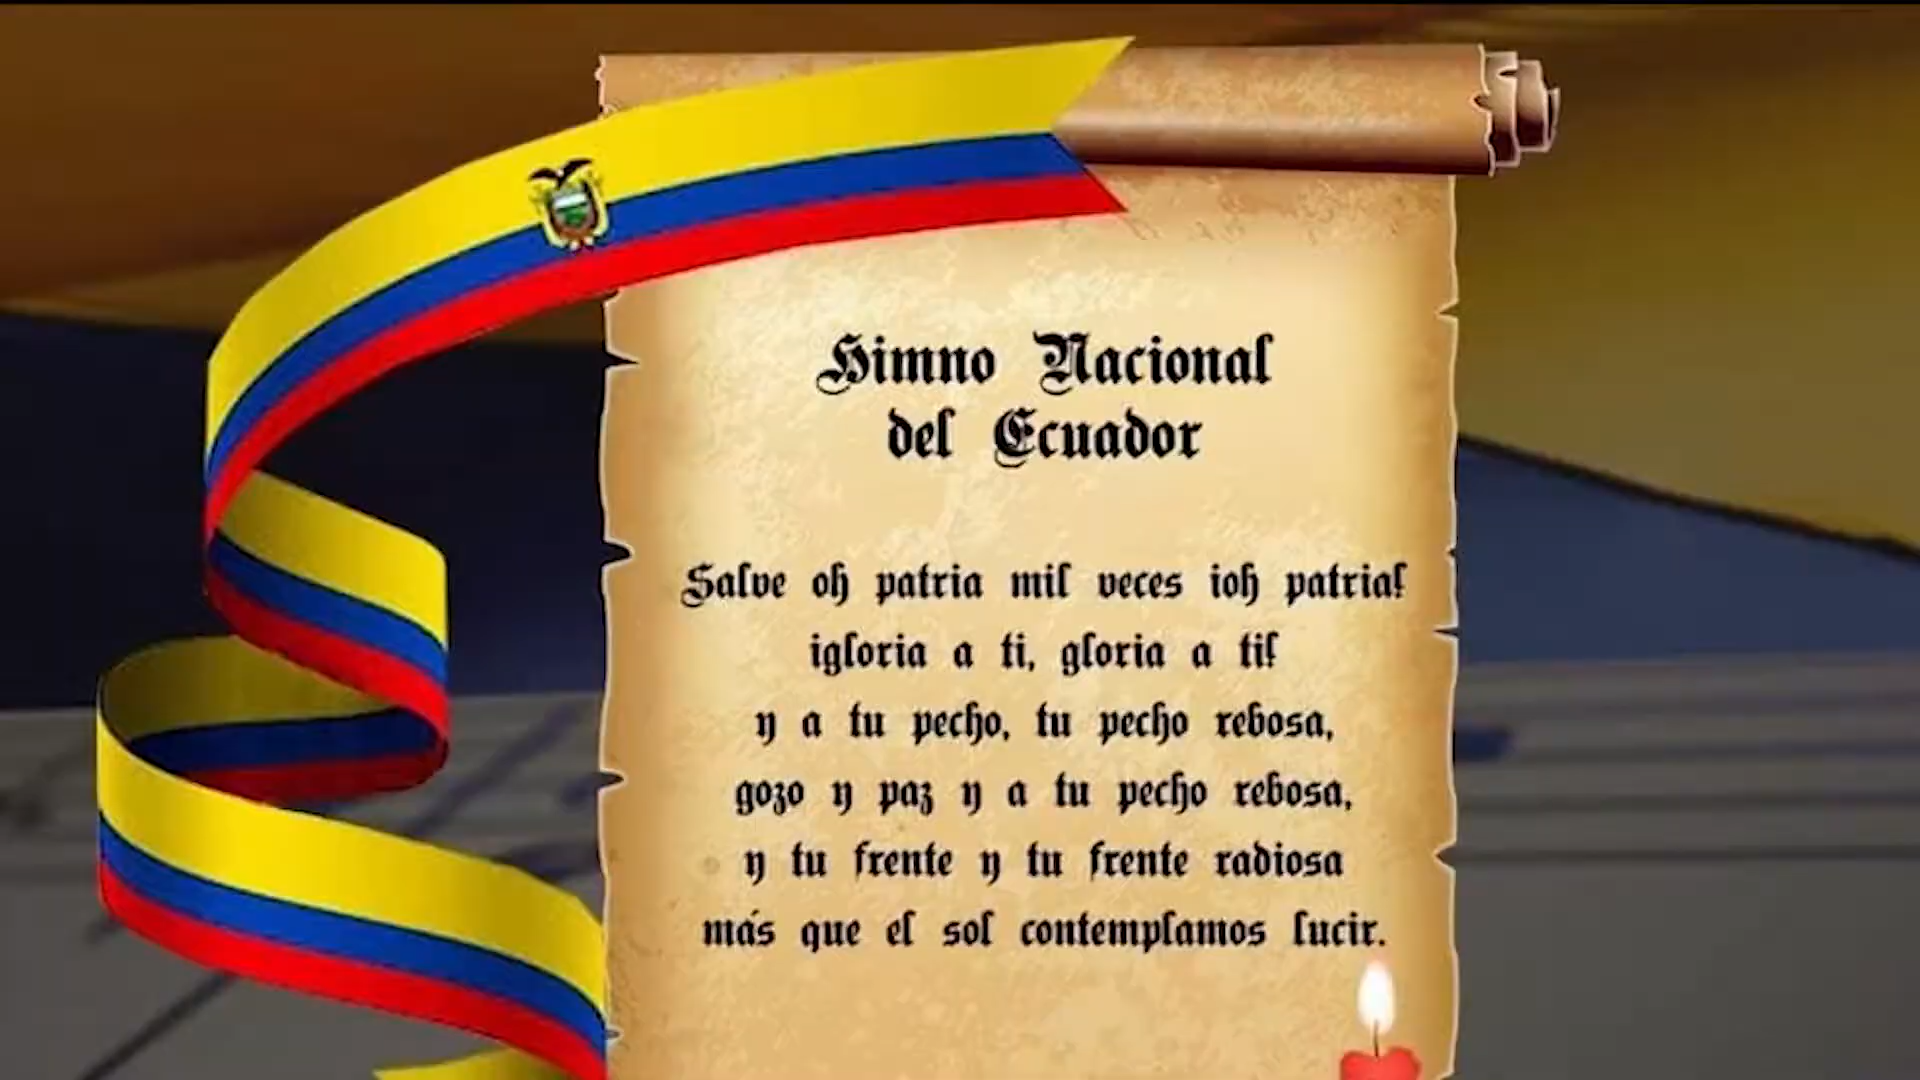 Himno Nacional
del Ecuador
Salve oh patria mil veces ¡oh patria!
¡gloria a ti, gloria a ti!
y a tu pecho, tu pecho rebosa,
gozo y paz y a tu pecho rebosa,
y tu frente y tu frente radiosa
más que el sol contemplamos lucir.